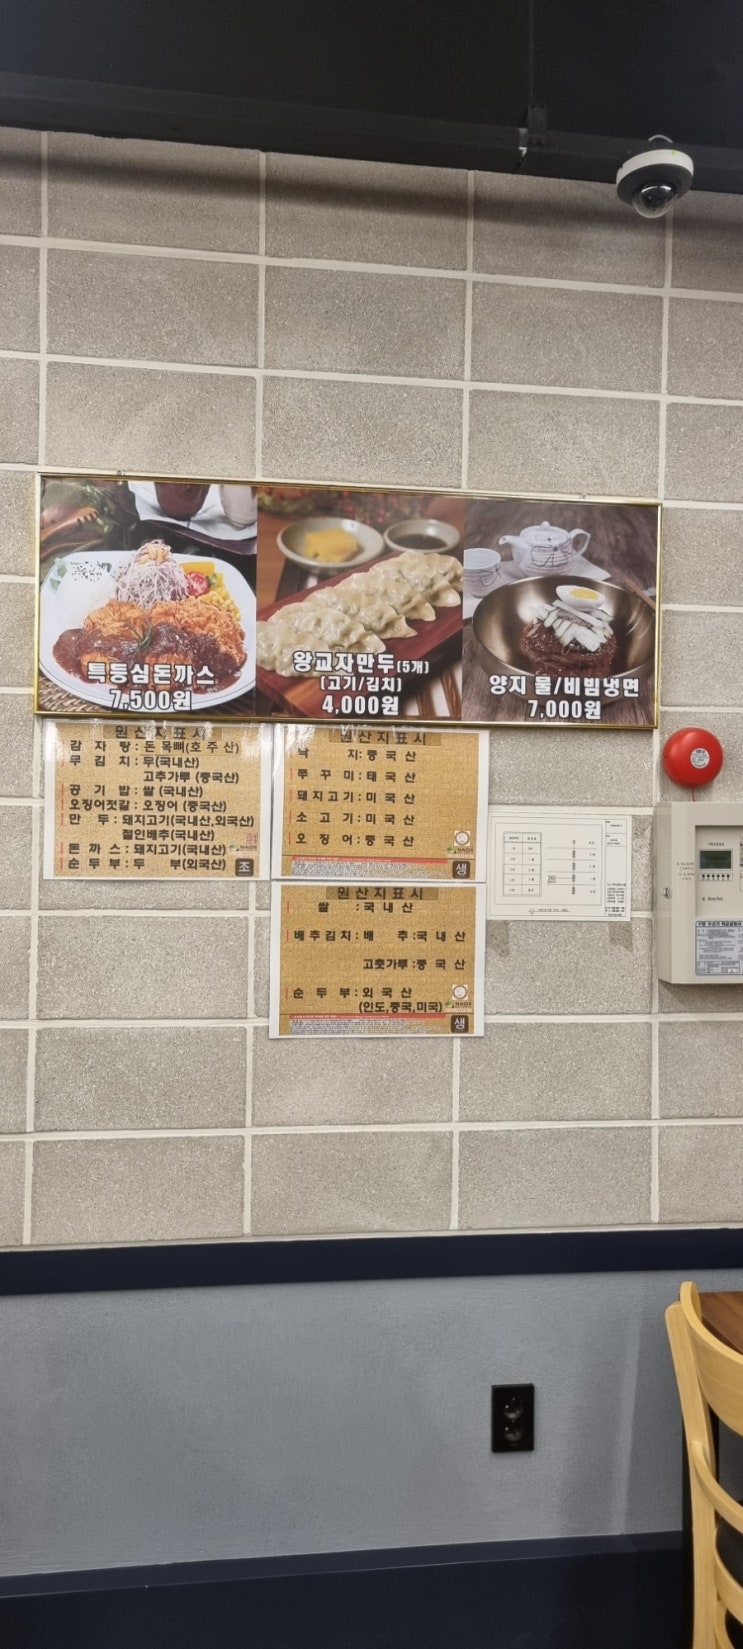 특등심돈까스
7,500원
왕교자만두(5개)
(고기/김치)
4,000원
양지 물/비빔냉면
7,000원
원산지표시
감 자 탕 : 돈목뼈(호주산)
무 김 치 : 무(국내산)
고추가루 (중국산)
공 기 밥 : 쌀 (국내산)
오징어젓갈 : 오징어 (중국산)
만 두 : 돼지고기(국내산,외국산)
절인배추(국내산)
돈 까 스 : 돼지고기(국내산)
순 두 부 : 두 부(외국산)
NAQS
조
원산지표시
낙 지 : 중 국 산
쭈 꾸 미 : 태 국 산
돼지고기 : 미 국 산
소 고 기 : 미 국 산
오 징 어 : 중 국 산
NAQS
생
원산지표시
쌀 : 국 내 산
배추김치 : 배 추 : 국 내 산
고춧가루 : 중 국 산
순 두 부 : 외 국 산
(인도,중국,미국)
NAQS
생